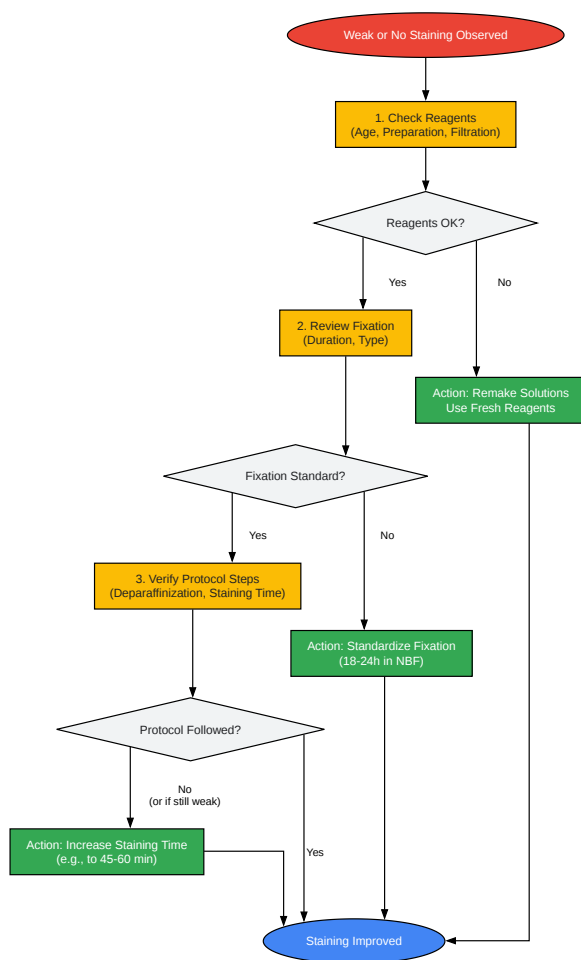 Weak or No Staining Observed
1. Check Reagents
(Age, Preparation, Filtration)
Reagents OK?
Yes
No
2. Review Fixation
(Duration, Type)
Action: Remake Solutions
Use Fresh Reagents
Fixation Standard?
Yes
No
3. Verify Protocol Steps
(Deparaffinization, Staining Time)
Action: Standardize Fixation
(18-24h in NBF)
Protocol Followed?
No
(or if still weak)
Action: Increase Staining Time
(e.g., to 45-60 min)
Yes
Staining Improved